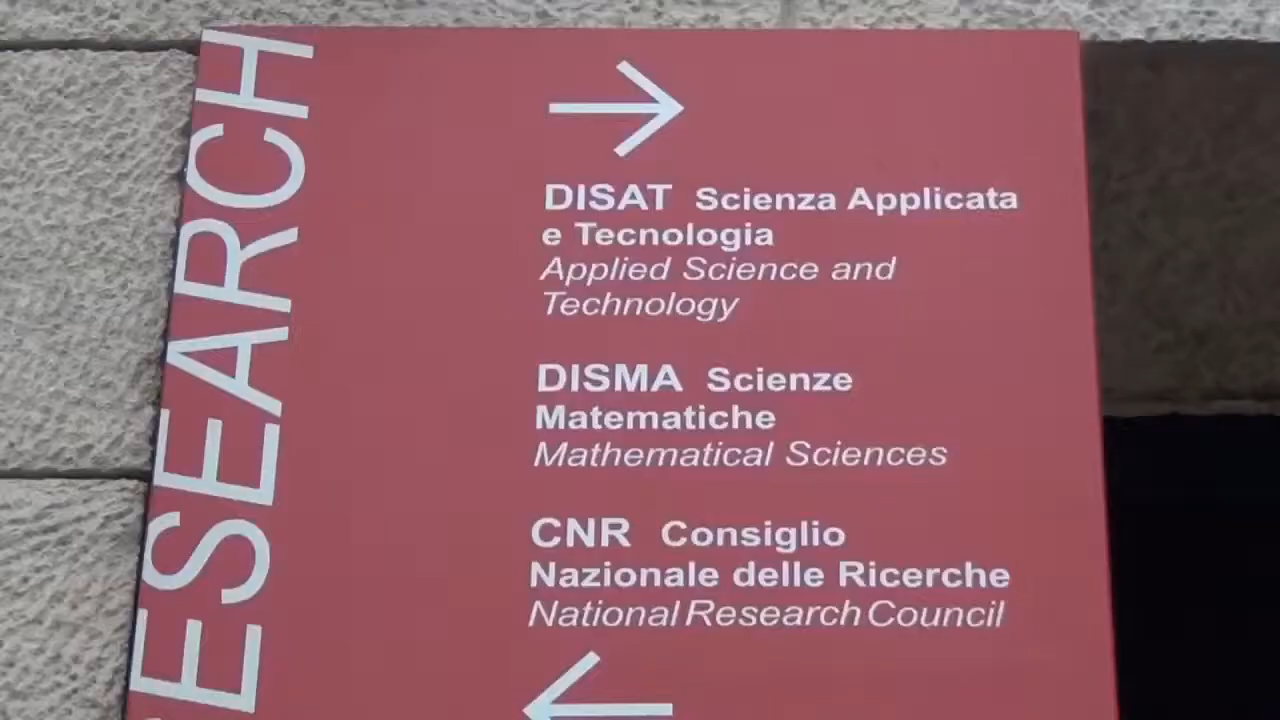 RESEARCH
DISAT Scienza Applicata
e Tecnologia
Applied Science and
Technology
DISMA Scienze
Matematiche
Mathematical Sciences
CNR Consiglio
Nazionale delle Ricerche
National Research Council